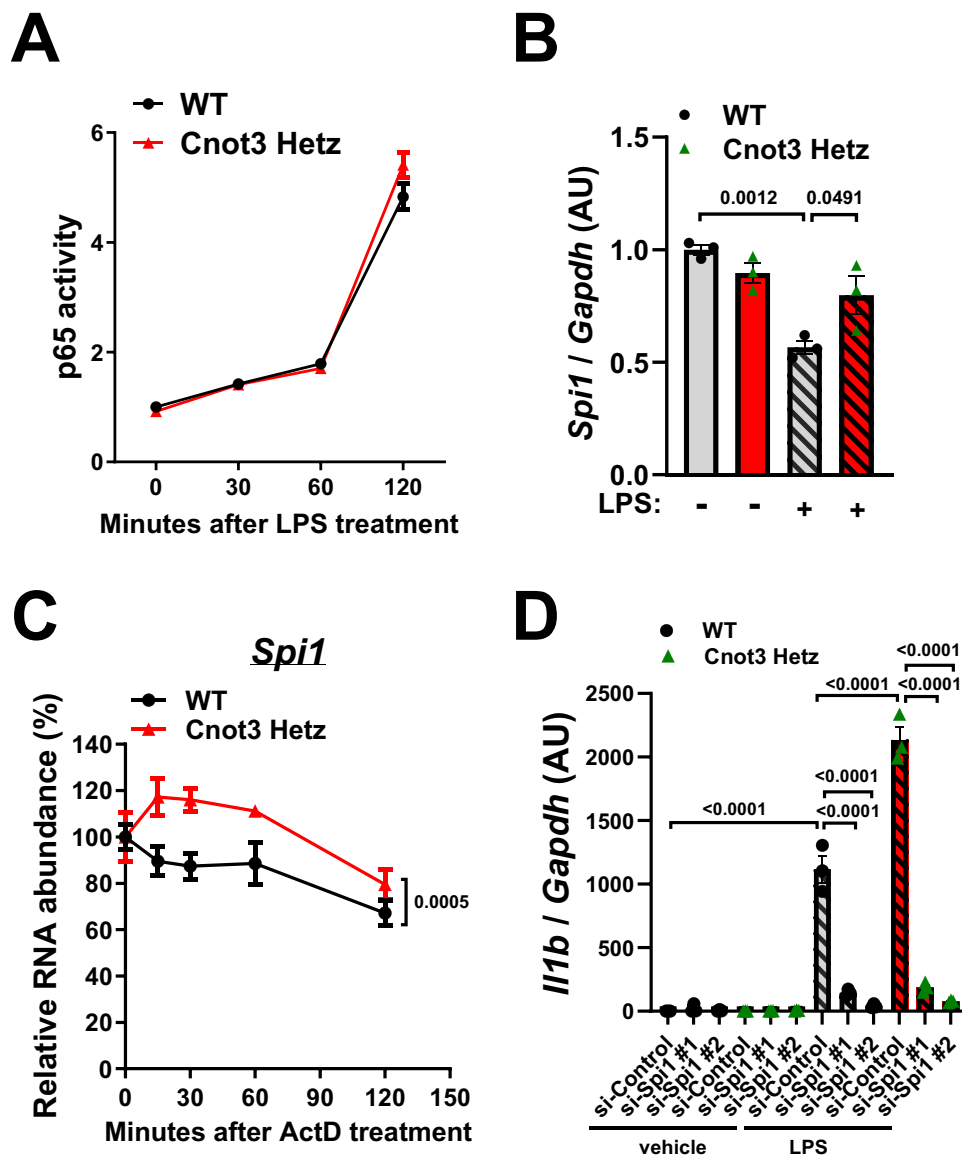 A
WT
Cnot3 Hetz
6
4
2
0
p65 activity
0 30 60 120
Minutes after LPS treatment
B
WT
Cnot3 Hetz
1.5
1.0
0.5
0.0
Spi1 / Gapdh (AU)
0.0012 0.0491
LPS: - - + +
C
Spi1
WT
Cnot3 Hetz
140
120
100
80
60
40
20
0
Relative RNA abundance (%)
0.0005
0 30 60 90 120 150
Minutes after ActD treatment
D
WT
Cnot3 Hetz
<0.0001
<0.0001 <0.0001
<0.0001
<0.0001 <0.0001
2500
2000
1500
1000
500
0
Il1b / Gapdh (AU)
si-Control si-Spi1 #1 si-Spi1 #2 si-Control si-Spi1 #1 si-Spi1 #2 si-Control si-Spi1 #1 si-Spi1 #2 si-Control si-Spi1 #1 si-Spi1 #2
vehicle LPS